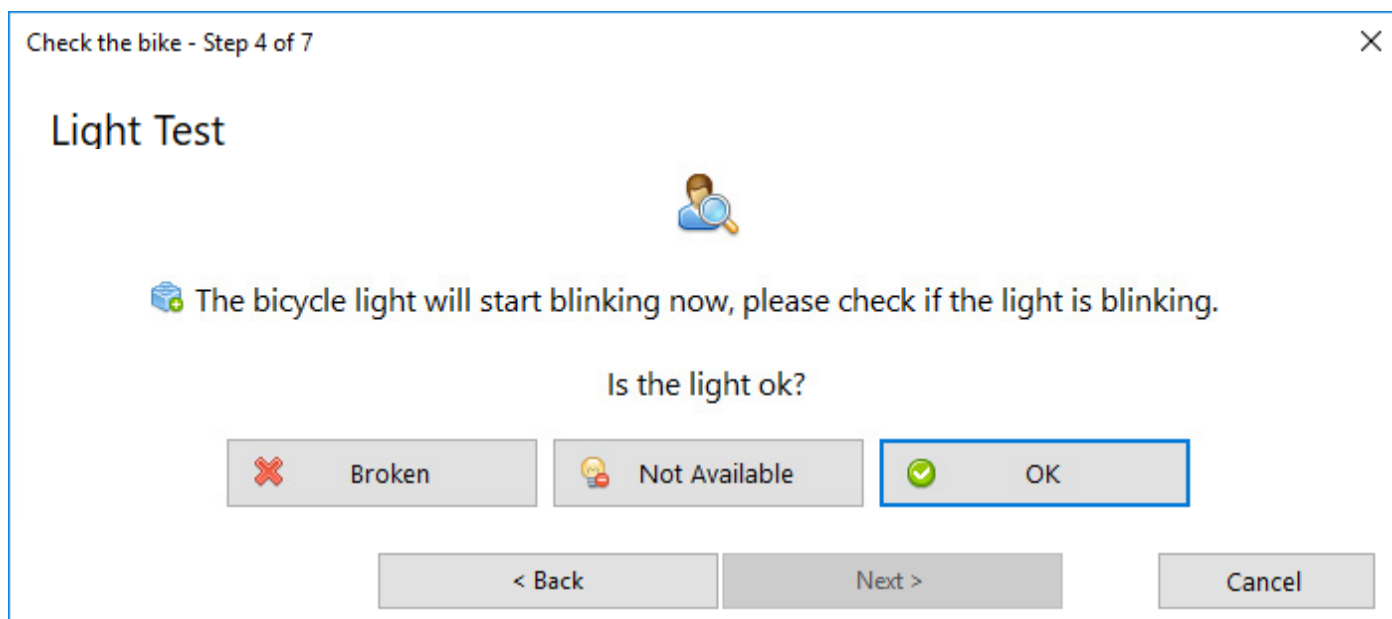 Check the bike - Step 4 of 7
Light Test
The bicycle light will start blinking now, please check if the light is blinking.
Is the light ok?
Broken
Not Available
OK
< Back
Next >
Cancel